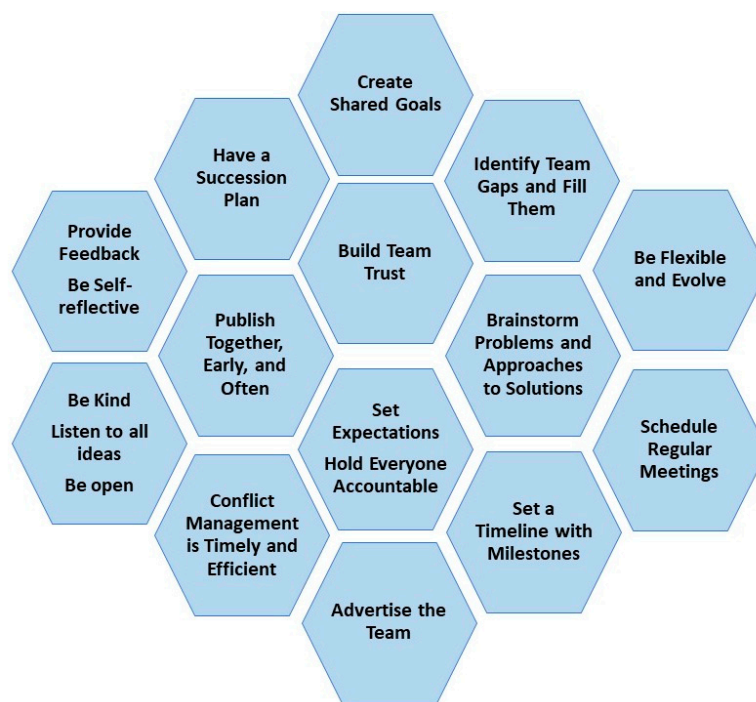 Create
Shared Goals
Have a
Succession
Plan
Identify Team
Gaps and Fill
Them
Provide
Feedback
Be Self-
reflective
Build Team
Trust
Be Flexible
and Evolve
Publish
Together,
Early, and
Often
Brainstorm
Problems and
Approaches
to Solutions
Be Kind
Listen to all
ideas
Be open
Set
Expectations
Hold Everyone
Accountable
Schedule
Regular
Meetings
Conflict
Management
is Timely and
Efficient
Set a
Timeline with
Milestones
Advertise the
Team